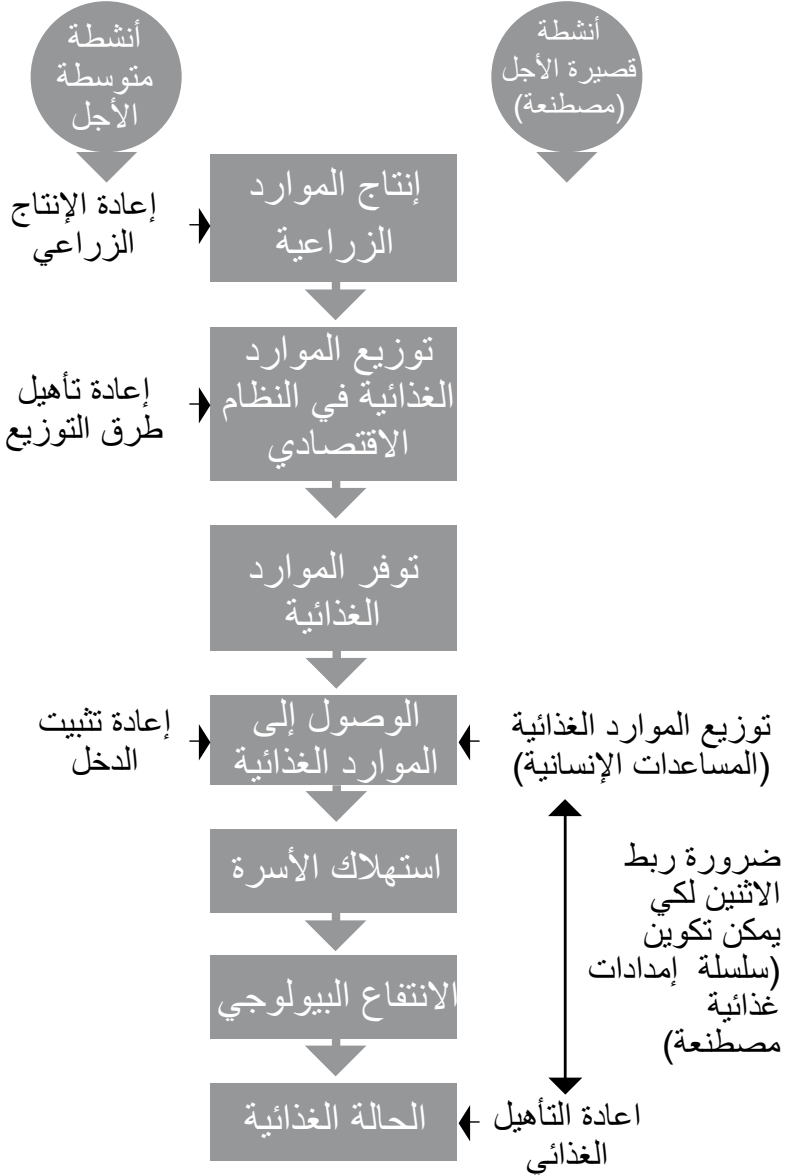 أنشطة
قصيرة الأجل
(مصطنعة)
أنشطة
متوسطة
الأجل
إنتاج الموارد
الزراعية
إعادة الإنتاج
الزراعي
توزيع الموارد
الغذائية في النظام
الاقتصادي
إعادة تأهيل
طرق التوزيع
توفر الموارد
الغذائية
توزيع الموارد الغذائية
(المساعدات الإنسانية)
الوصول إلى
الموارد الغذائية
إعادة تثبيت
الدخل
ضرورة ربط
الاثنين لكي
يمكن تكوين
(سلسلة إمدادات
غذائية
مصطنعة)
استهلاك الأسرة
الانتفاع البيولوجي
اعادة التأهيل
الغذائي
الحالة الغذائية